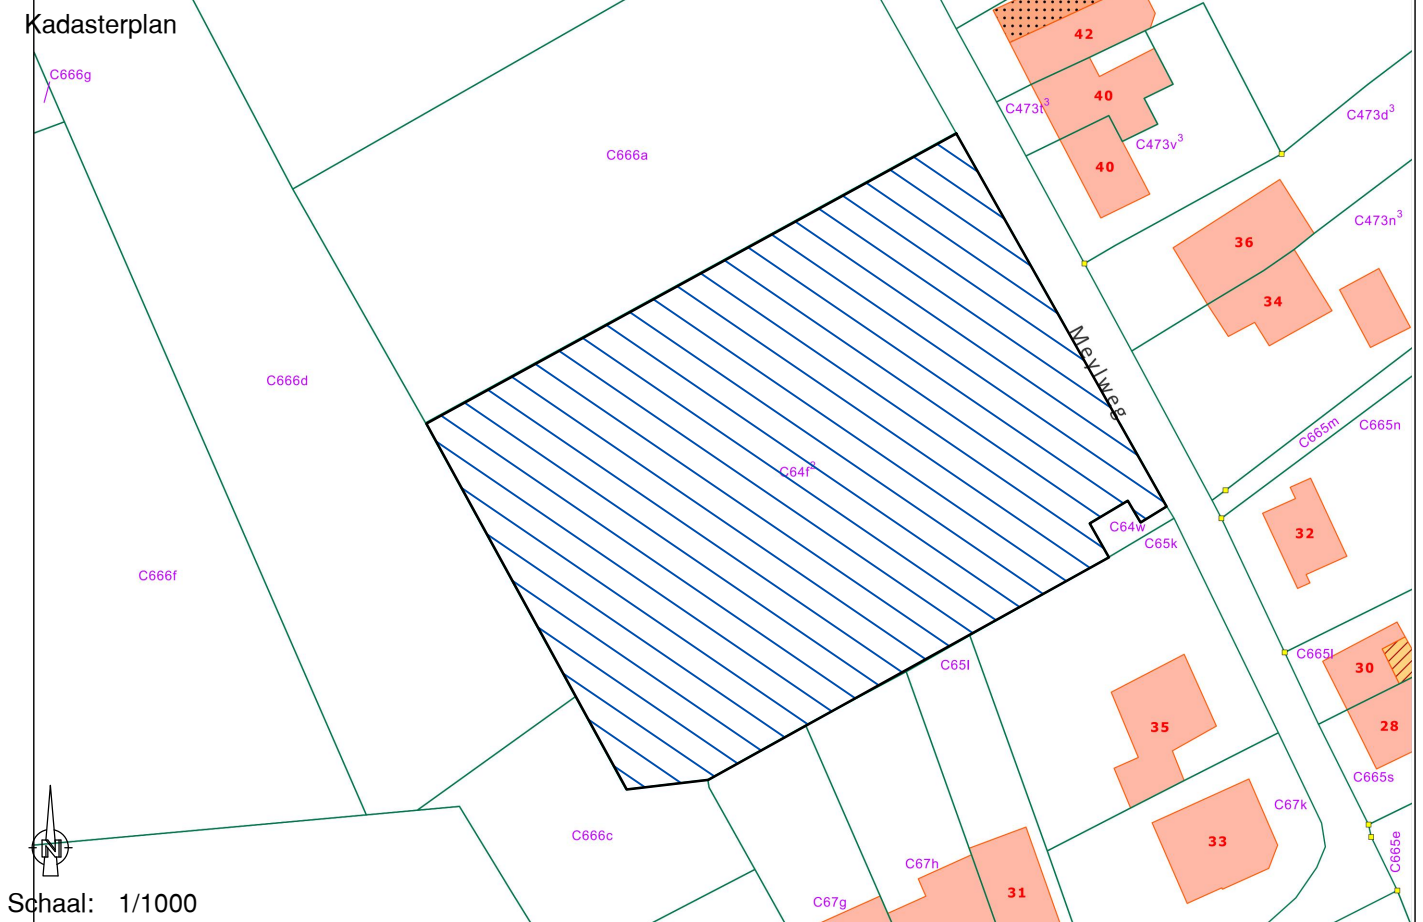 Kadasterplan
42
C666g
40
C473t³
C473d³
C473v³
C666a
40
C473n³
36
34
Meylweg
C666d
C665m
C665n
C64f³
C64w
C65k
32
C666f
C65l
C665l
30
35
28
C665s
C67k
C666c
33
C665e
C67h
31
C67g
N
Schaal: 1/1000